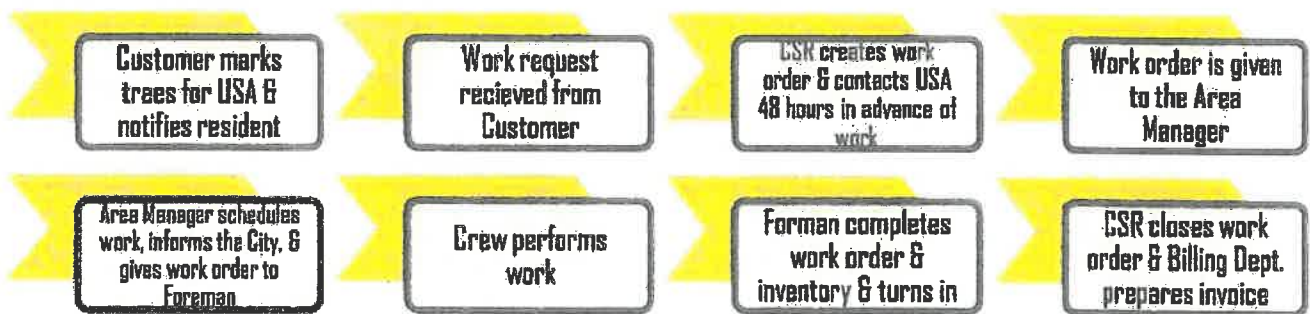 Customer marks
trees for USA &
notifies resident
Work request
recieved from
Customer
CSR creates work
order & contacts USA
48 hours in advance of
work
Work order is given
to the Area
Manager
Area Manager schedules
work, informs the City, &
gives work order to
Foreman
Crew performs
work
Forman completes
work order &
inventory & turns in
CSR closes work
order & Billing Dept.
prepares invoice